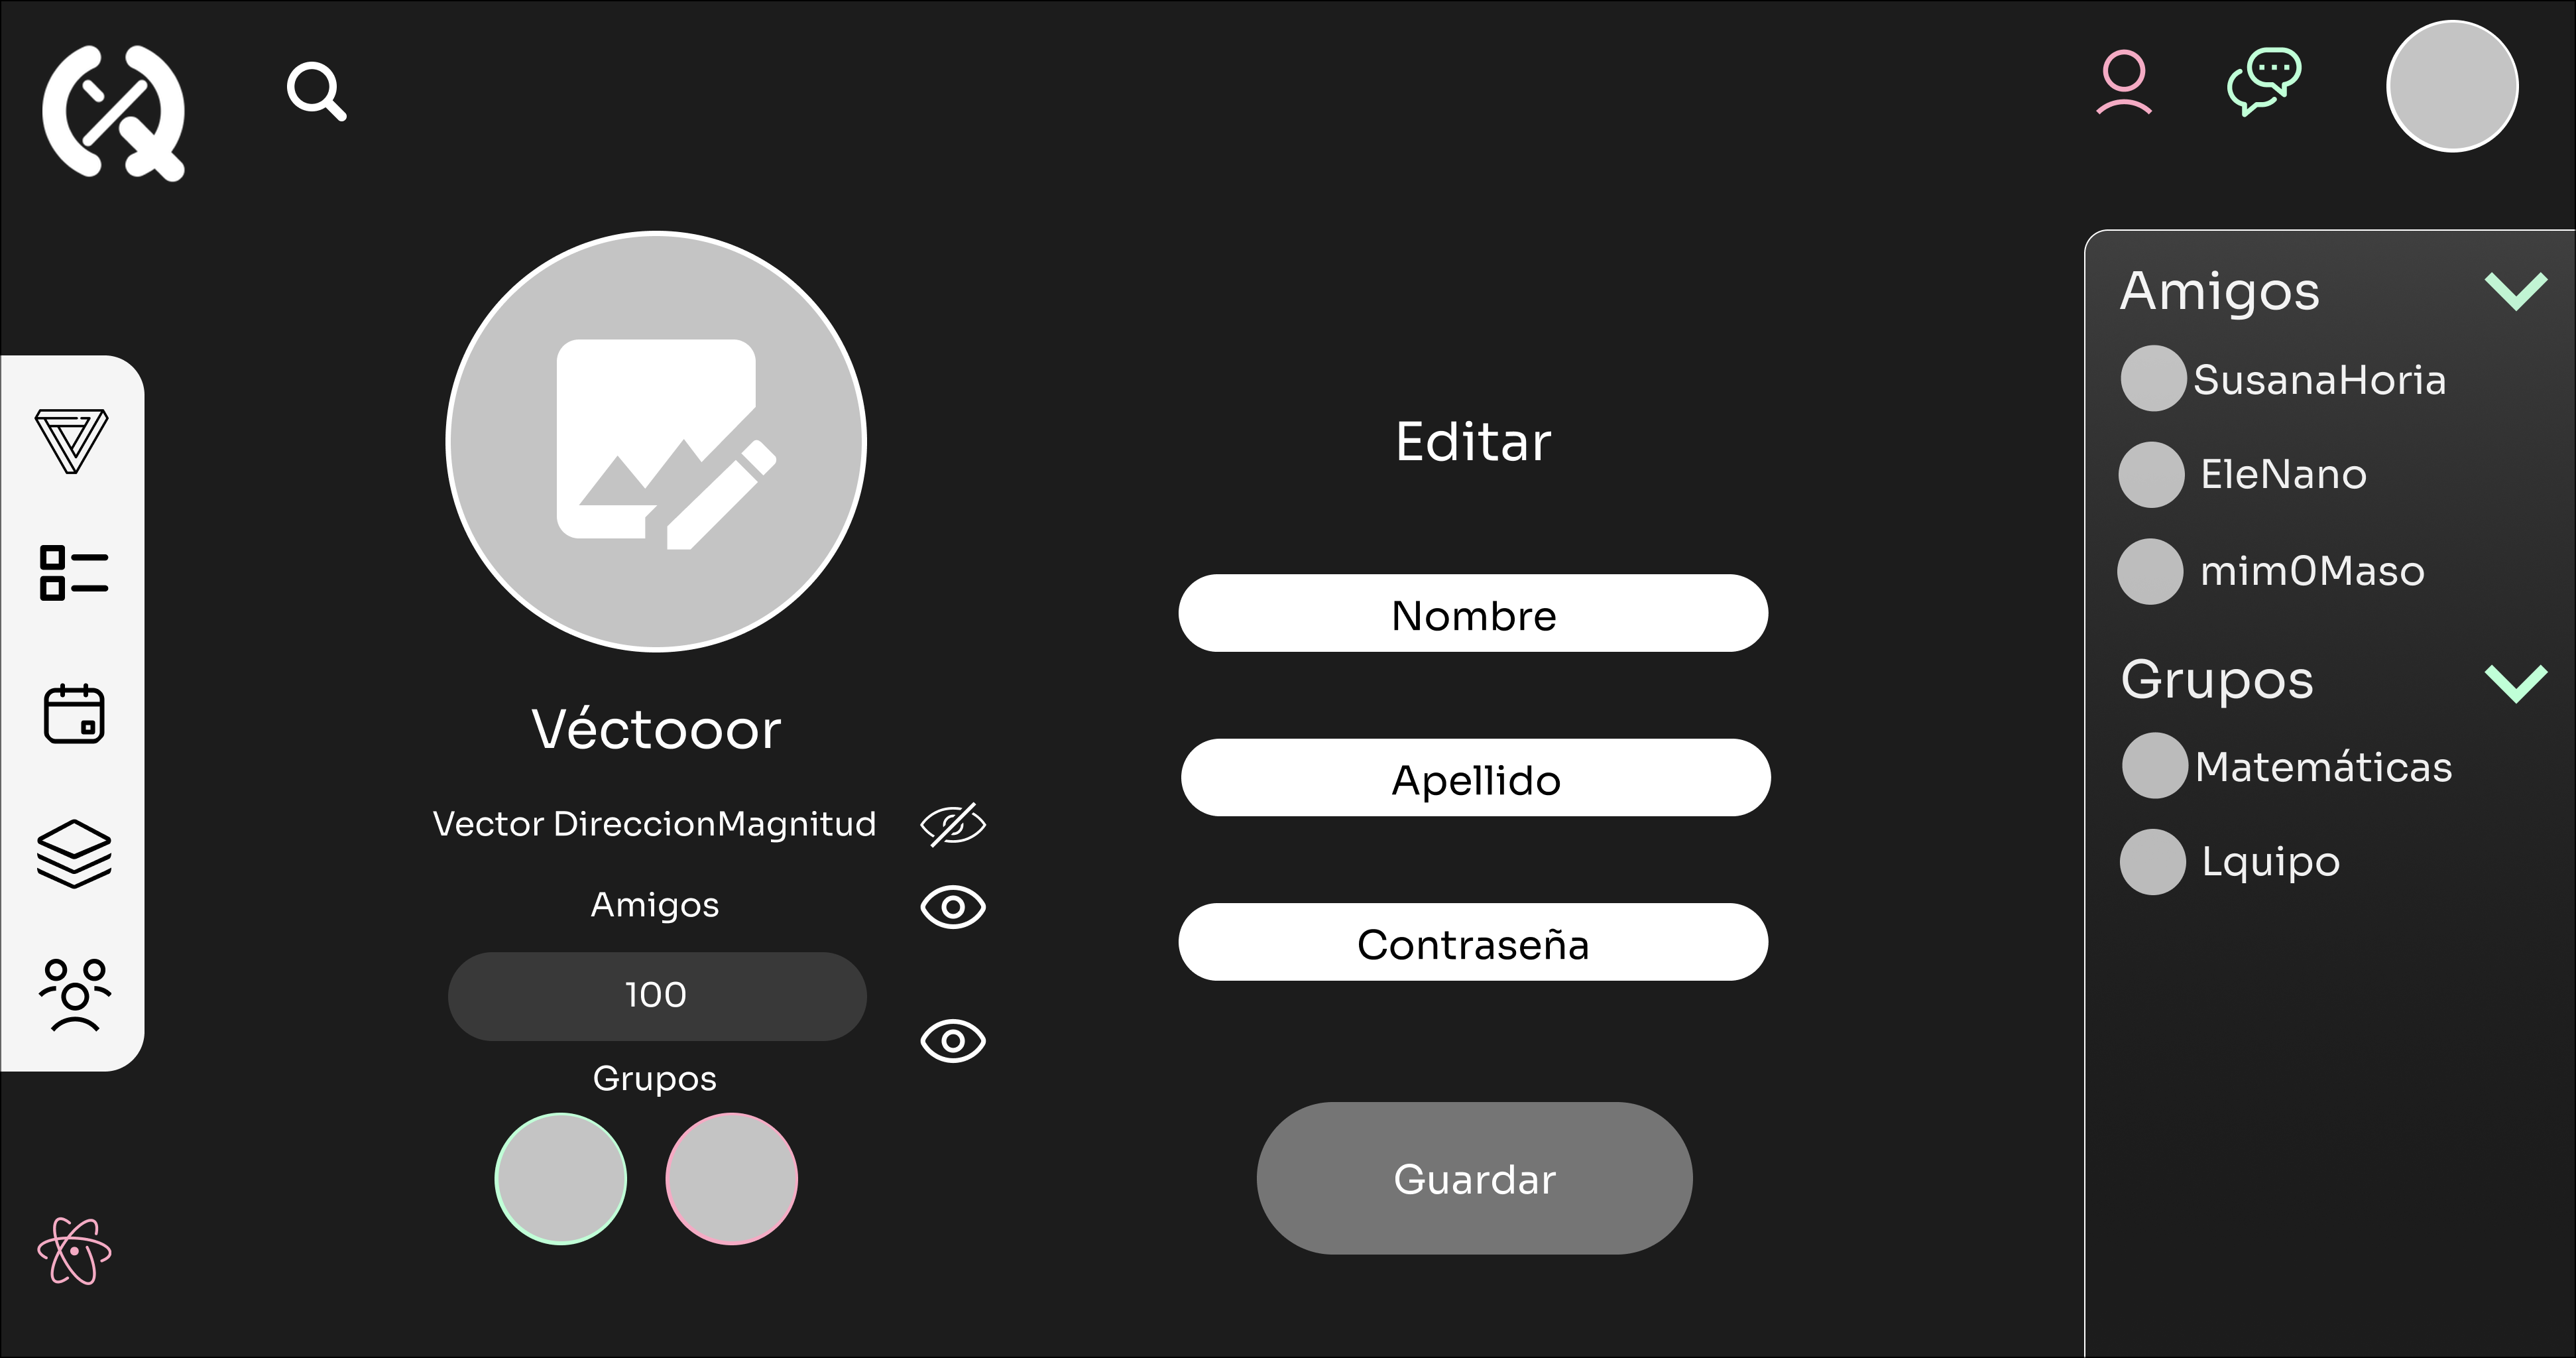 Véctooor
Vector DireccionMagnitud
Amigos
100
Grupos
Editar
Nombre
Apellido
Contraseña
Guardar
Amigos
SusanaHoria
EleNano
mim0Maso
Grupos
Matemáticas
Lquipo